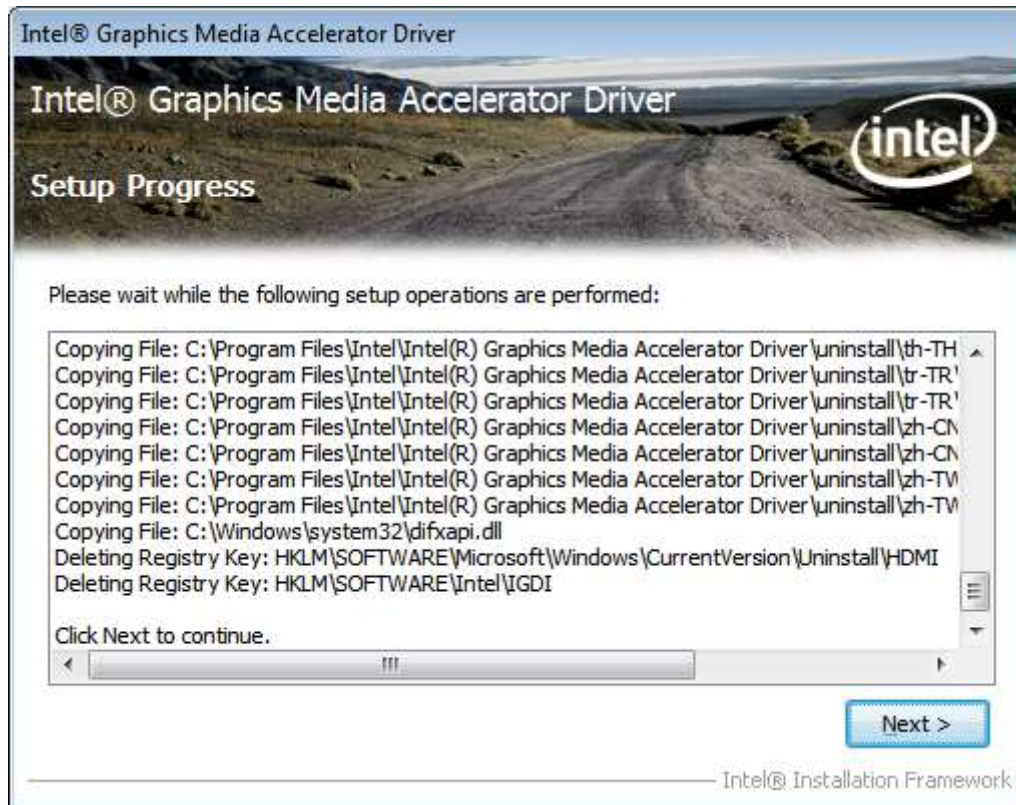 Intel® Graphics Media Accelerator Driver
Intel® Graphics Media Accelerator Driver
intel
Setup Progress
Please wait while the following setup operations are performed:
Copying File: C:\Program Files\Intel\Intel(R) Graphics Media Accelerator Driver\uninstall\th-TH
Copying File: C:\Program Files\Intel\Intel(R) Graphics Media Accelerator Driver\uninstall\tr-TR\
Copying File: C:\Program Files\Intel\Intel(R) Graphics Media Accelerator Driver\uninstall\tr-TR\
Copying File: C:\Program Files\Intel\Intel(R) Graphics Media Accelerator Driver\uninstall\zh-CN
Copying File: C:\Program Files\Intel\Intel(R) Graphics Media Accelerator Driver\uninstall\zh-CN
Copying File: C:\Program Files\Intel\Intel(R) Graphics Media Accelerator Driver\uninstall\zh-TW
Copying File: C:\Program Files\Intel\Intel(R) Graphics Media Accelerator Driver\uninstall\zh-TW
Copying File: C:\Windows\system32\difxapi.dll
Deleting Registry Key: HKLM\SOFTWARE\Microsoft\Windows\CurrentVersion\Uninstall\HDMI
Deleting Registry Key: HKLM\SOFTWARE\Intel\IGDI
Click Next to continue.
Next >
Intel® Installation Framework